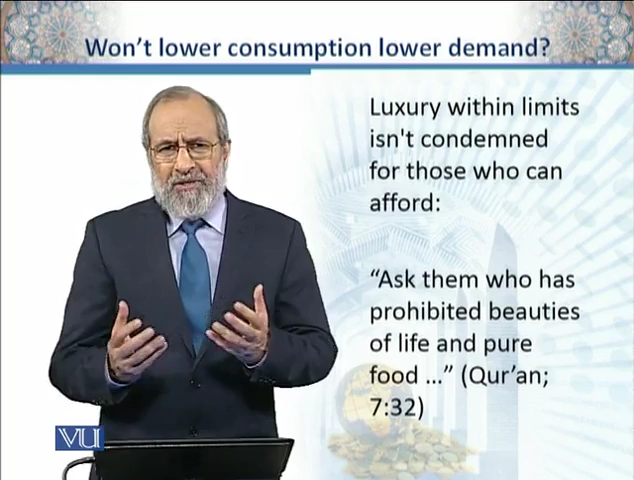 Won't lower consumption lower demand?
Luxury within limits
isn't condemned
for those who can
afford:
“Ask them who has
prohibited beauties
of life and pure
food …” (Qur’an;
7:32)
VU